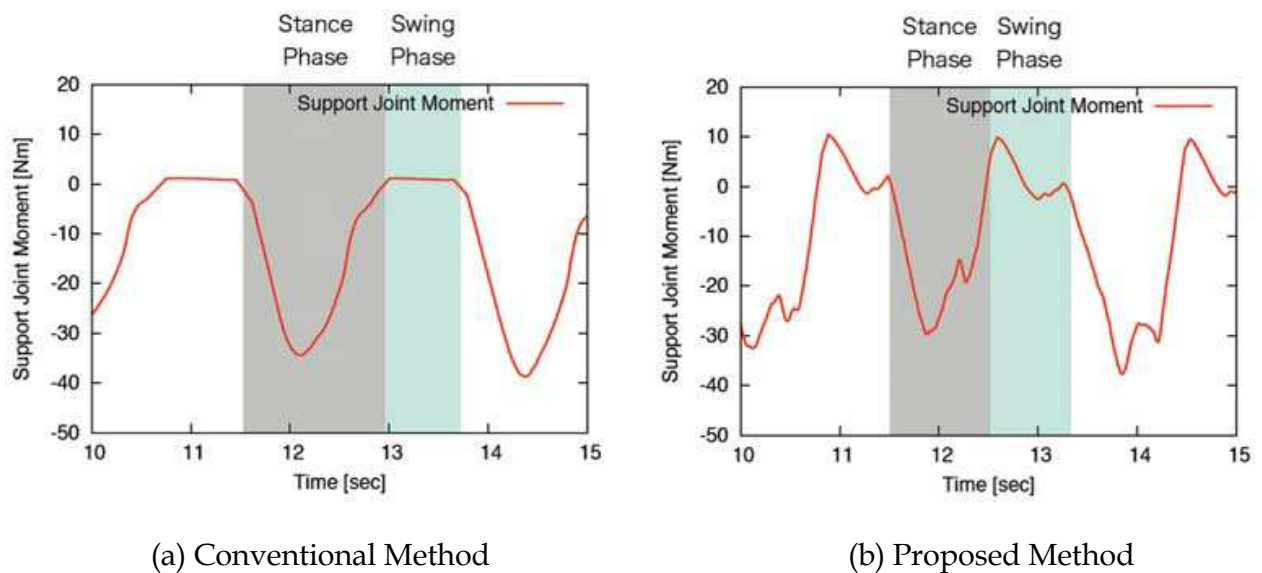 Stance Swing
Phase Phase
20
10
0
-10
-20
-30
-40
-50
Support Joint Moment [Nm]
Support Joint Moment
10 11 12 13 14 15
Time [sec]
(a) Conventional Method
Stance Swing
Phase Phase
20
10
0
-10
-20
-30
-40
-50
Support Joint Moment [Nm]
Support Joint Moment
10 11 12 13 14 15
Time [sec]
(b) Proposed Method